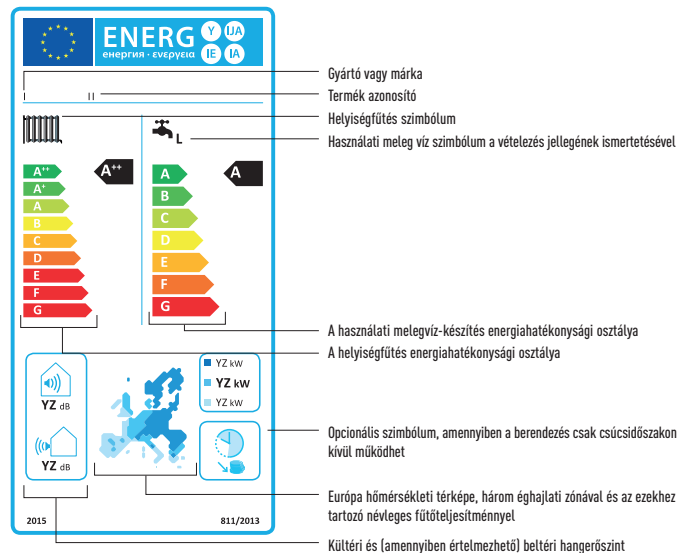 ENERG Y IJA
енергия · ενεργεια IE IA
I II
L
A++ A++
A+
A
B
C
D
E
F
G
A A
B
C
D
E
F
G
YZ dB
YZ dB
YZ kW
YZ kW
YZ kW
2015 811/2013
Gyártó vagy márka
Termék azonosító
Helyiségfűtés szimbólum
Használati meleg víz szimbólum a vételezés jellegének ismertetésével
A használati melegvíz-készítés energiahatékonysági osztálya
A helyiségfűtés energiahatékonysági osztálya
Opcionális szimbólum, amennyiben a berendezés csak csúcsidőszakon
kívül működhet
Európa hőmérsékleti térképe, három éghajlati zónával és az ezekhez
tartozó névleges fűtőteljesítménnyel
Kültéri és (amennyiben értelmezhető) beltéri hangerőszint